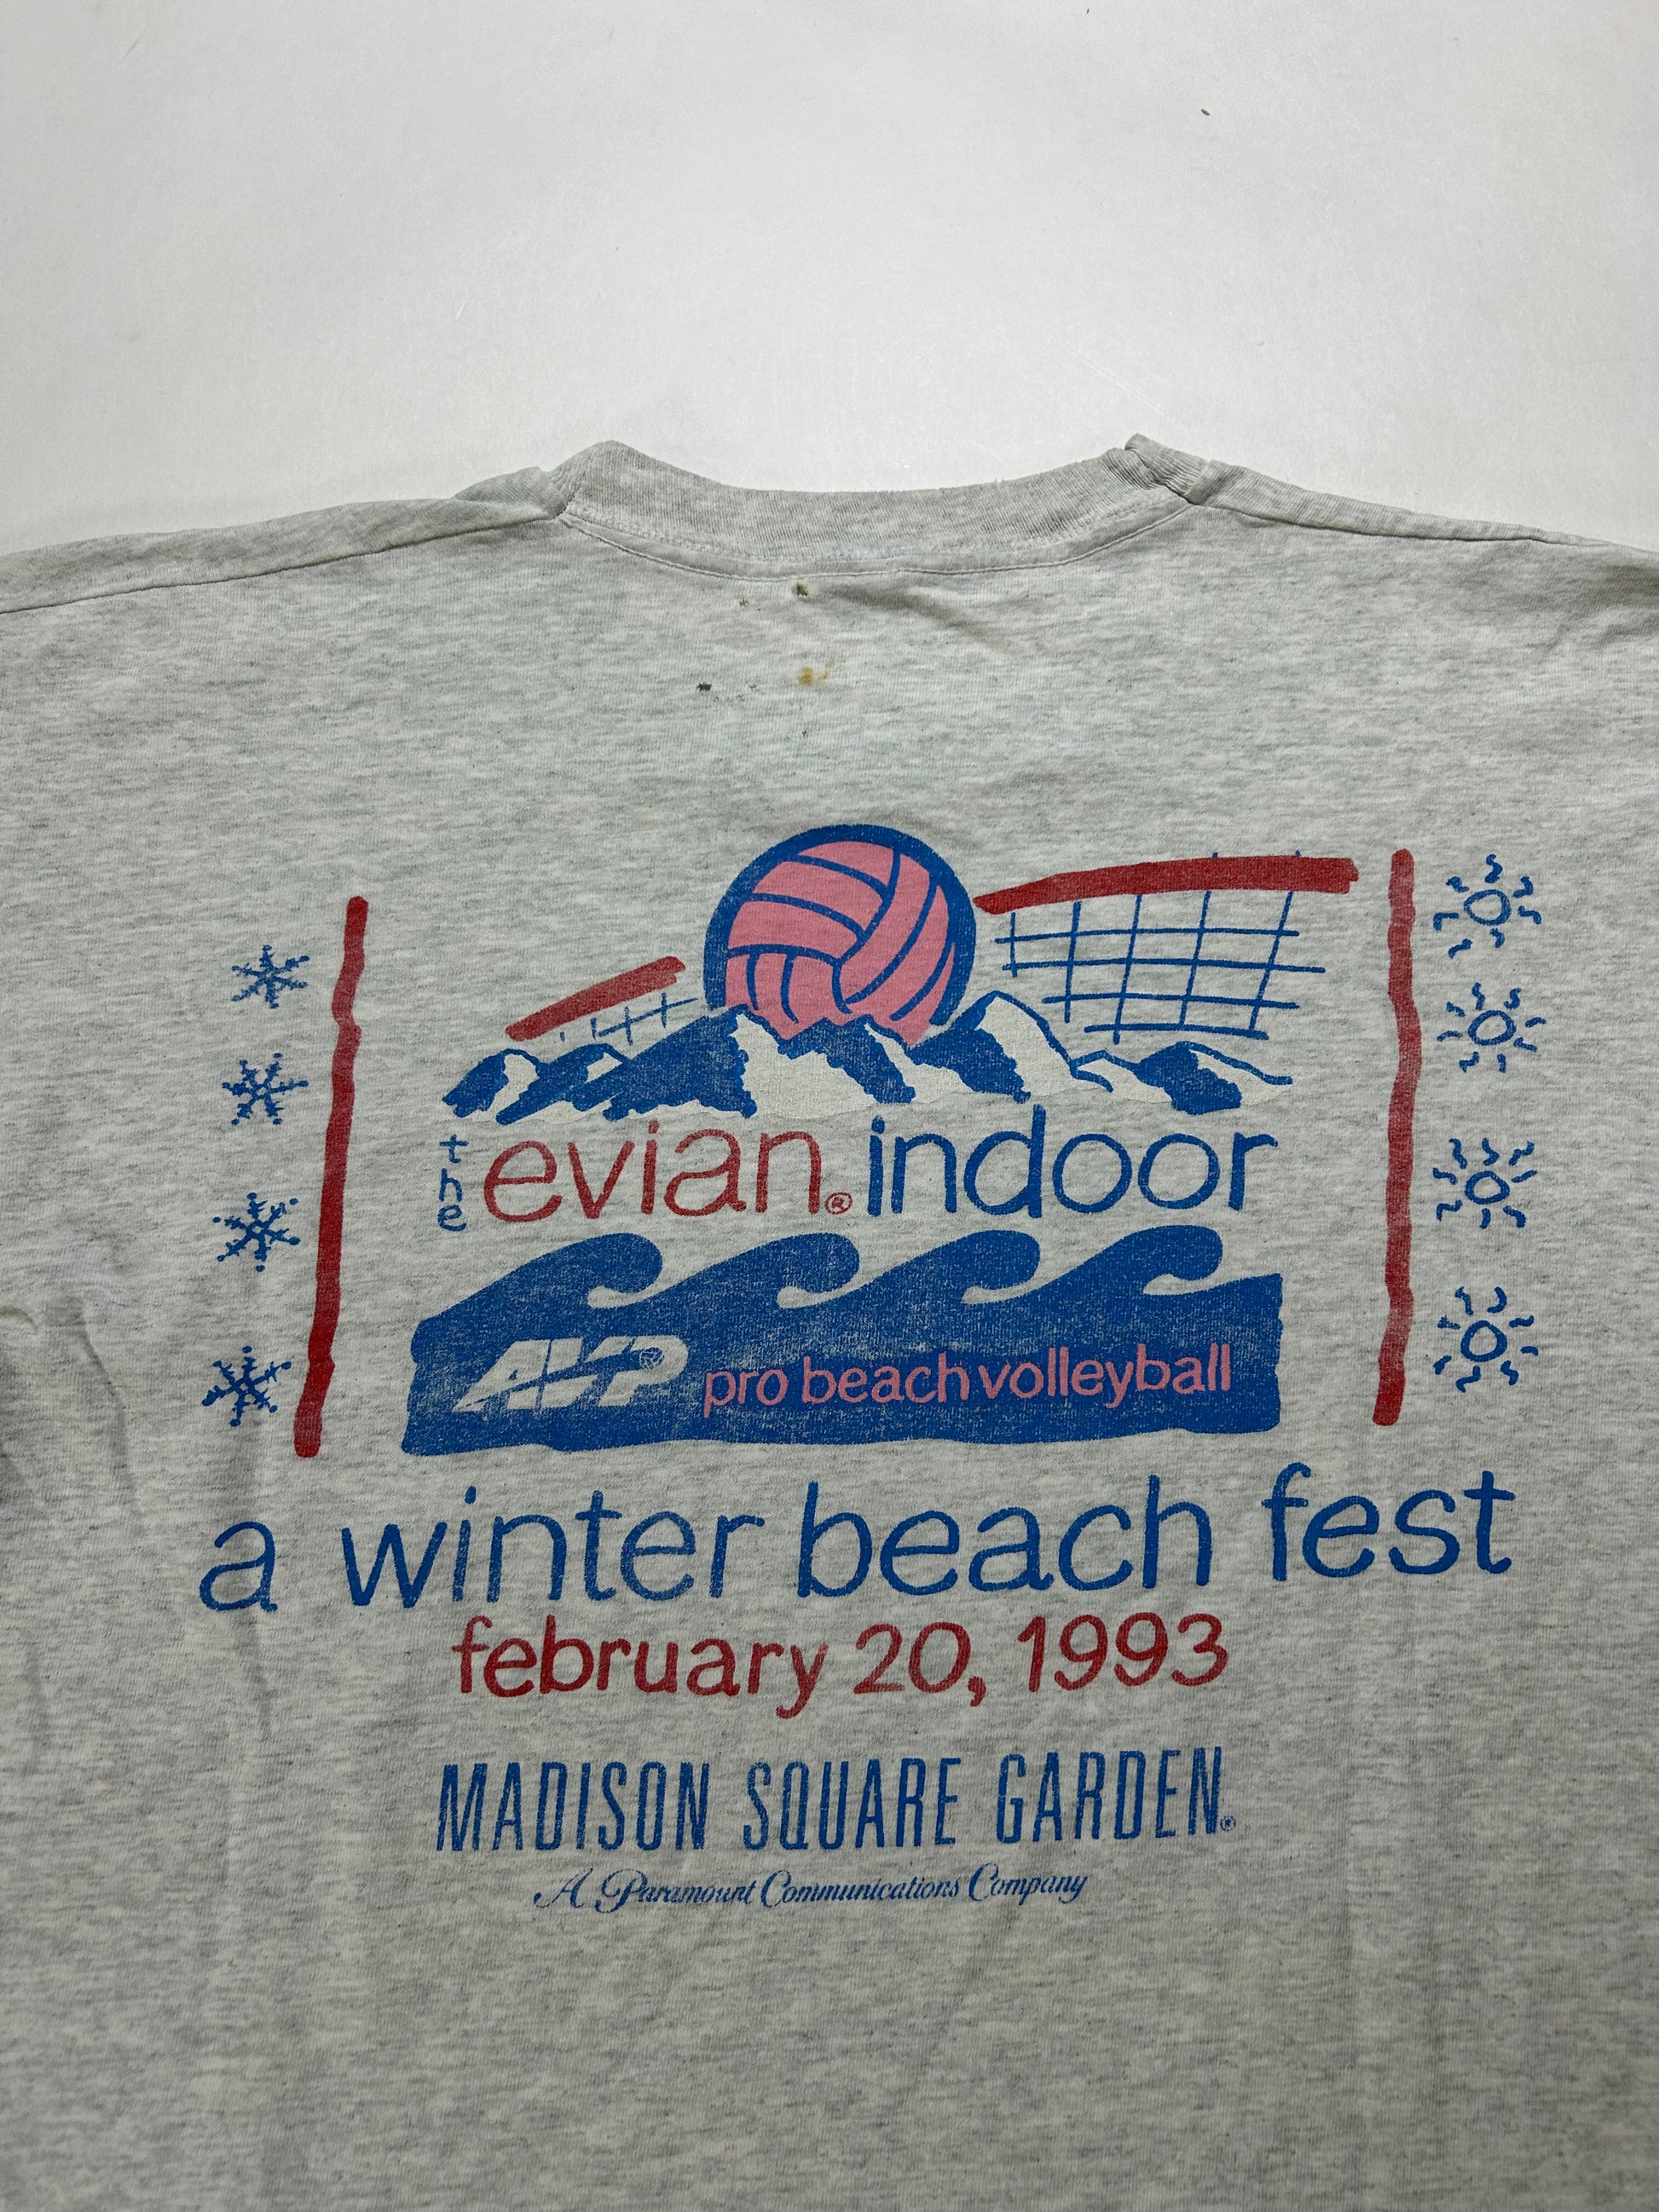 the evian® indoor
AVP pro beach volleyball
a winter beach fest
february 20, 1993
MADISON SQUARE GARDEN®
A Paramount Communications Company